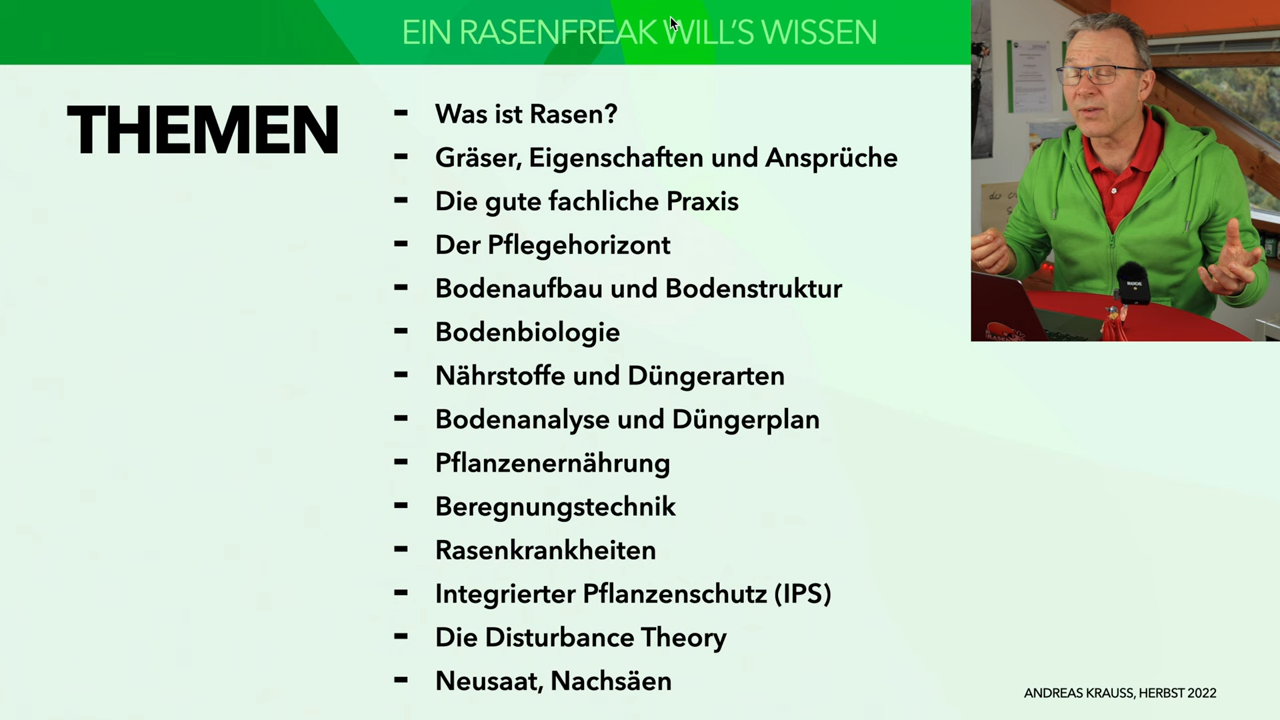 EIN RASENFREAK WILL'S WISSEN
THEMEN
- Was ist Rasen?
- Gräser, Eigenschaften und Ansprüche
- Die gute fachliche Praxis
- Der Pflegehorizont
- Bodenaufbau und Bodenstruktur
- Bodenbiologie
- Nährstoffe und Düngerarten
- Bodenanalyse und Düngerplan
- Pflanzenernährung
- Beregnungstechnik
- Rasenkrankheiten
- Integrierter Pflanzenschutz (IPS)
- Die Disturbance Theory
- Neusaat, Nachsäen
ANDREAS KRAUSS, HERBST 2022